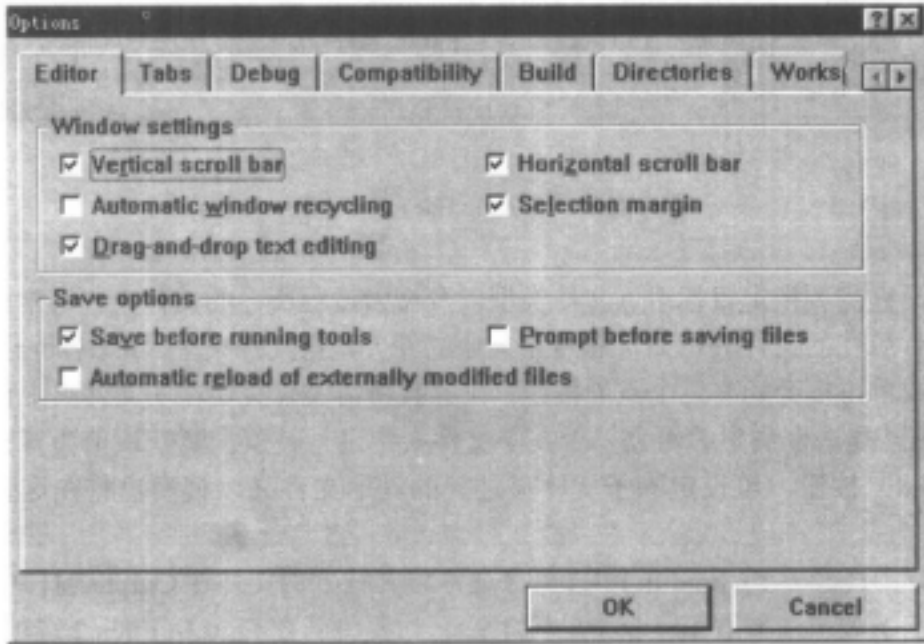 Options
Editor Tabs Debug Compatibility Build Directories Works
Window settings
Vertical scroll bar Horizontal scroll bar
Automatic window recycling Selection margin
Drag-and-drop text editing
Save options
Save before running tools Prompt before saving files
Automatic reload of externally modified files
OK Cancel